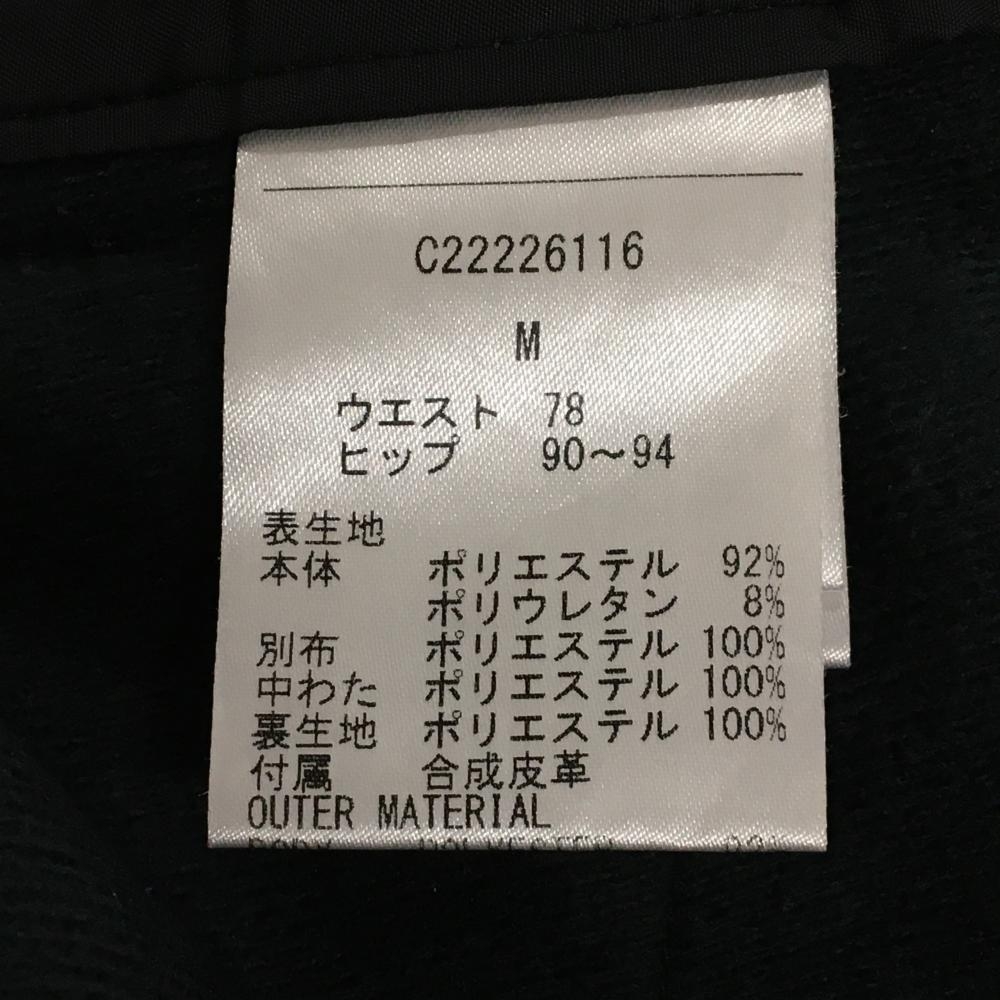 C22226116
M
ウエスト 78
ヒップ 90～94
表生地
本体 ポリエステル 92%
ポリウレタン 8%
別布 ポリエステル 100%
中わた ポリエステル 100%
裏生地 ポリエステル 100%
付属 合成皮革
OUTER MATERIAL